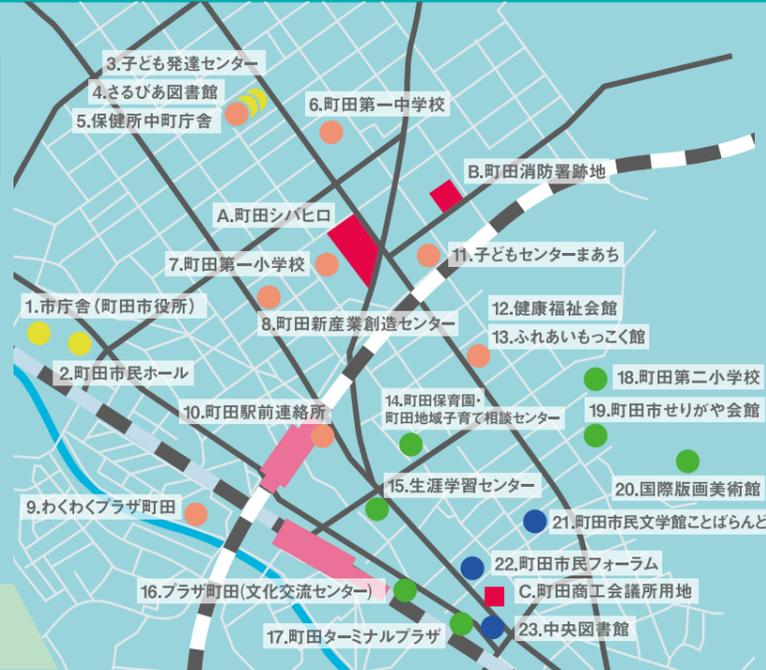 3.子ども発達センター
4.さるびあ図書館
5.保健所中町庁舎
6.町田第一中学校
B.町田消防署跡地
A.町田シバヒロ
7.町田第一小学校
11.子どもセンターまあち
1.市庁舎（町田市役所）
8.町田新産業創造センター
12.健康福祉会館
13.ふれあいもっこく館
2.町田市民ホール
18.町田第二小学校
10.町田駅前連絡所
14.町田保育園・
町田地域子育て相談センター
19.町田市せりがや会館
15.生涯学習センター
20.国際版画美術館
9.わくわくプラザ町田
21.町田市民文学館ことばらんど
22.町田市民フォーラム
16.プラザ町田(文化交流センター)
C.町田商工会議所用地
17.町田ターミナルプラザ
23.中央図書館